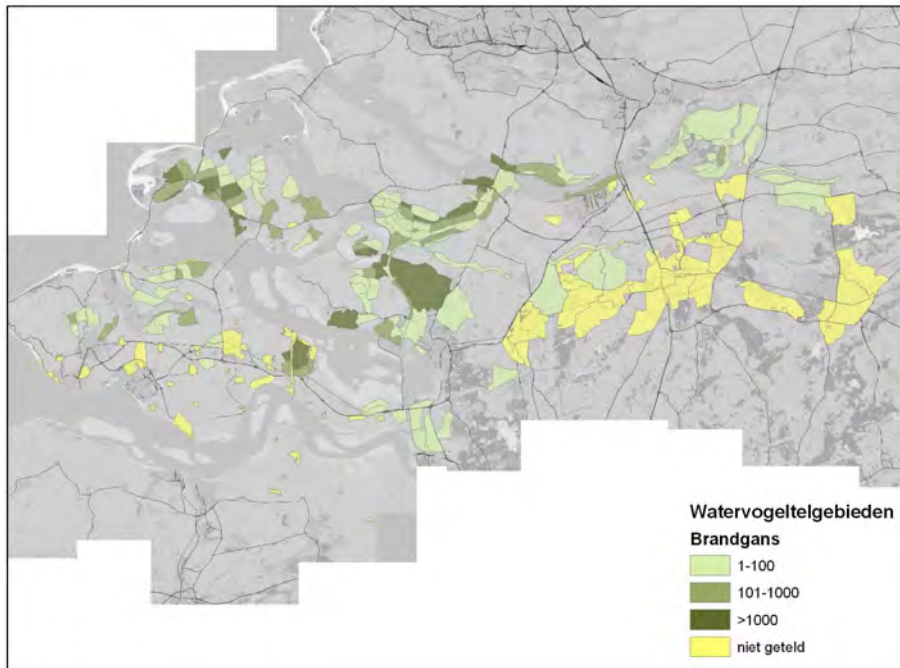 Watervogeltelgebieden
Brandgans
1-100
101-1000
>1000
niet geteld